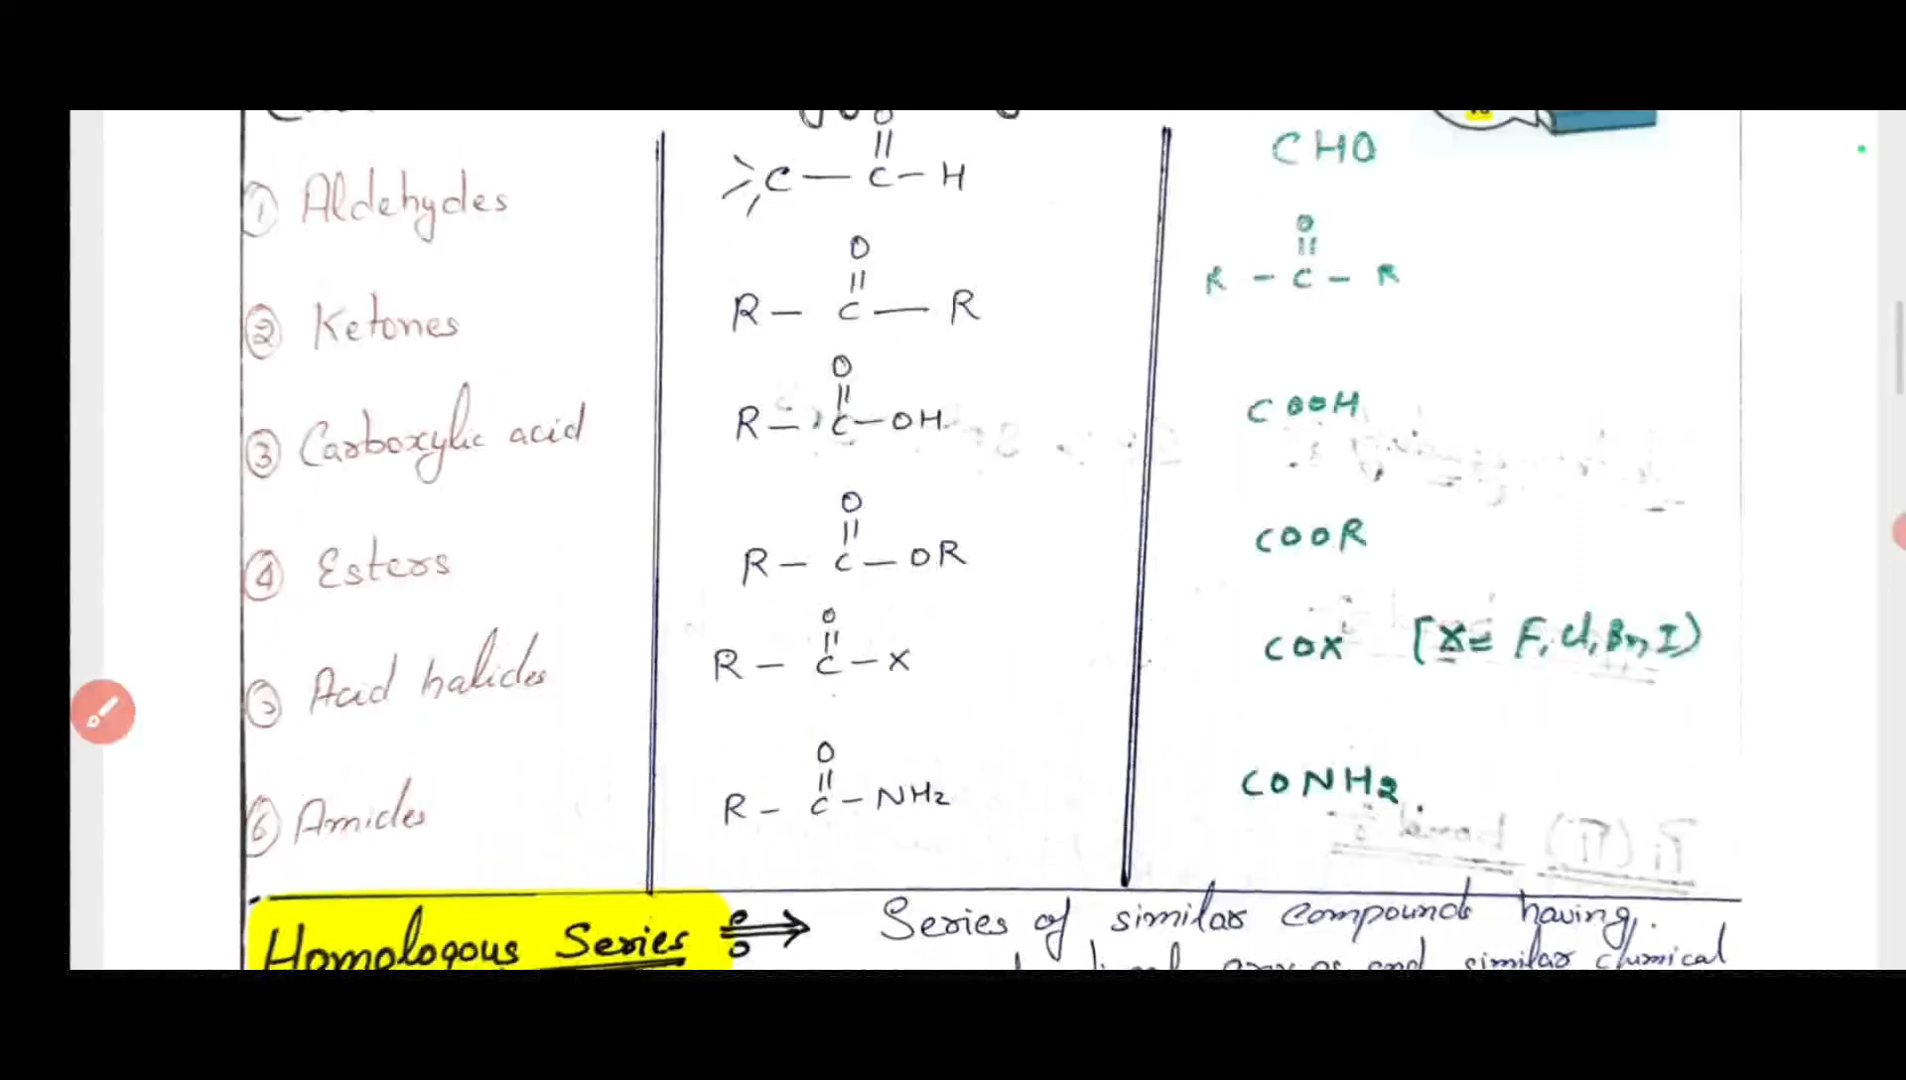 O
||
CHO
① Aldehydes
C — C – H
O
||
R – C – R
O
||
② Ketones
R – C — R
O
||
③ Carboxylic acid
R – C – OH
COOH
O
||
④ Esters
R – C – OR
COOR
O
||
⑤ Acid halides
R – C – X
COX [X = F, Cl, Br, I)
O
||
⑥ Amides
R – C – NH2
CONH2
Homologous Series ⇒ Series of similar compounds having
and similar chemical